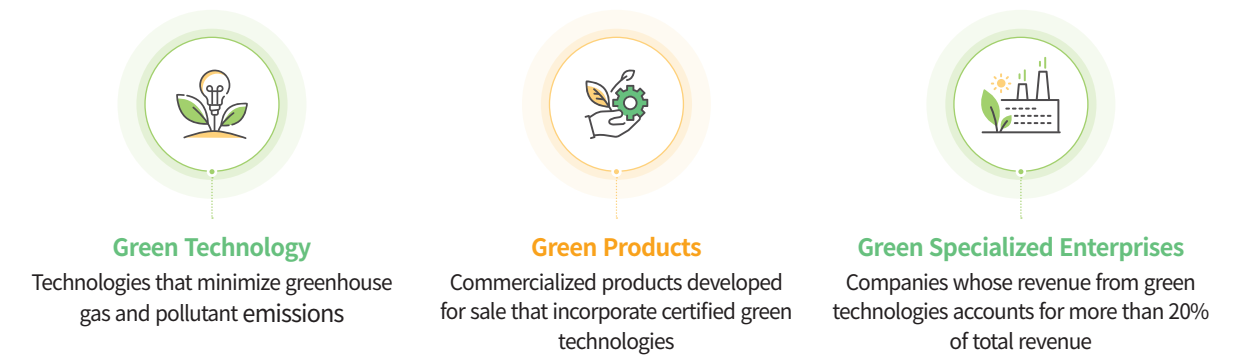 Green Technology
Technologies that minimize greenhouse
gas and pollutant emissions
Green Products
Commercialized products developed
for sale that incorporate certified green
technologies
Green Specialized Enterprises
Companies whose revenue from green
technologies accounts for more than 20%
of total revenue